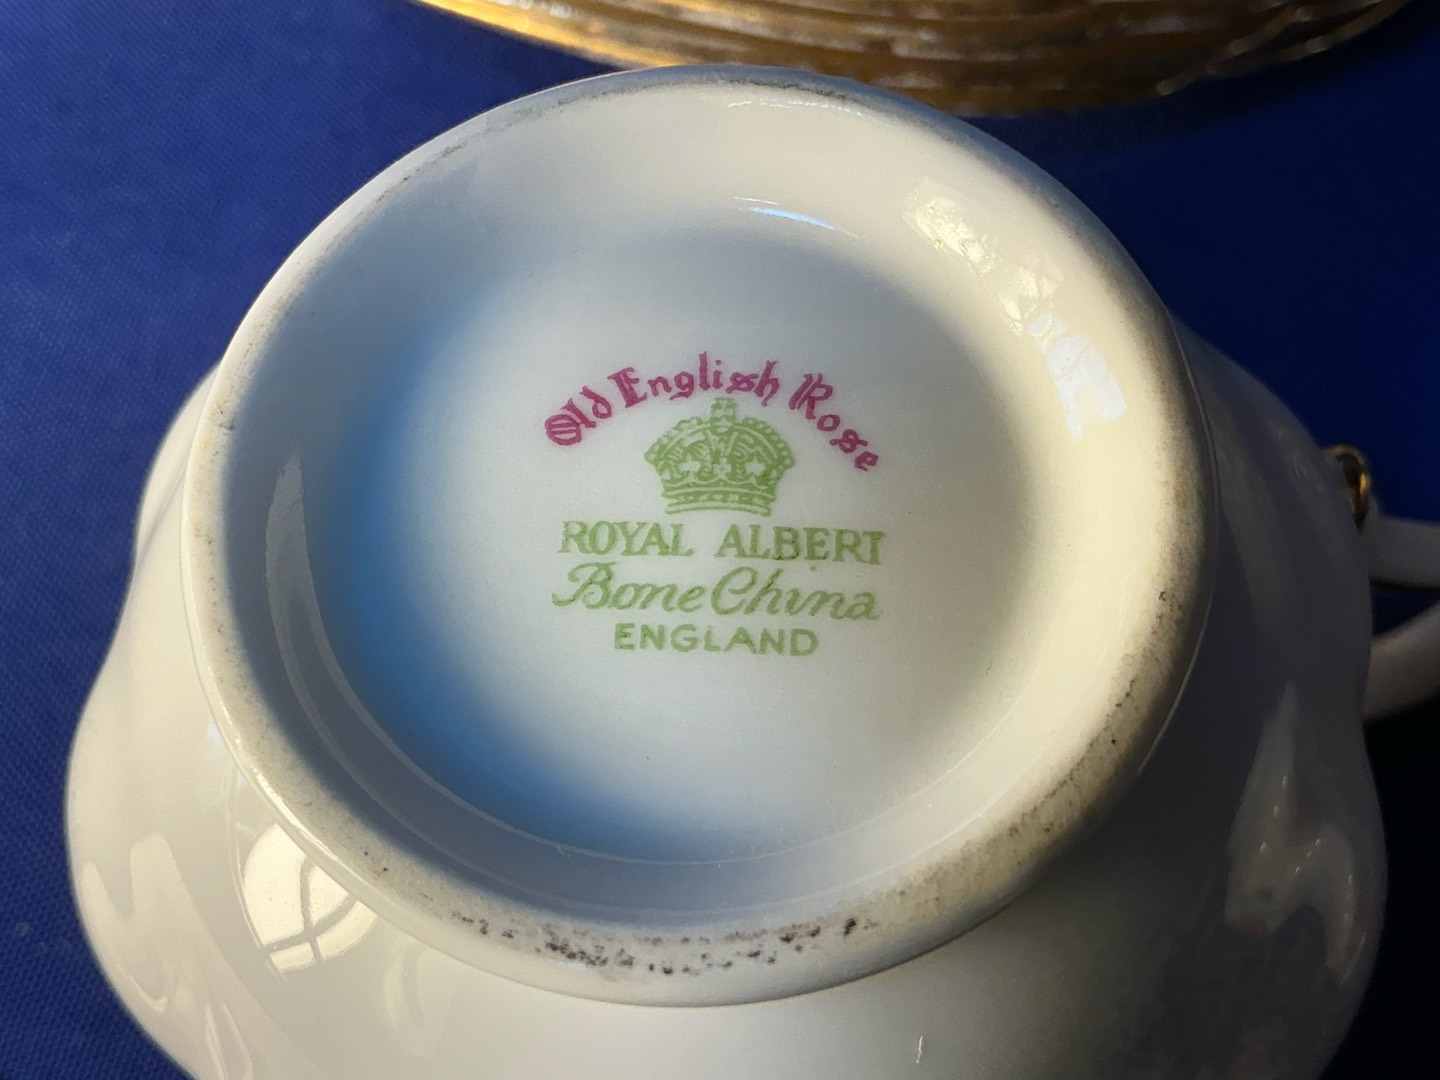 Old English Rose
ROYAL ALBERT
Bone China
ENGLAND